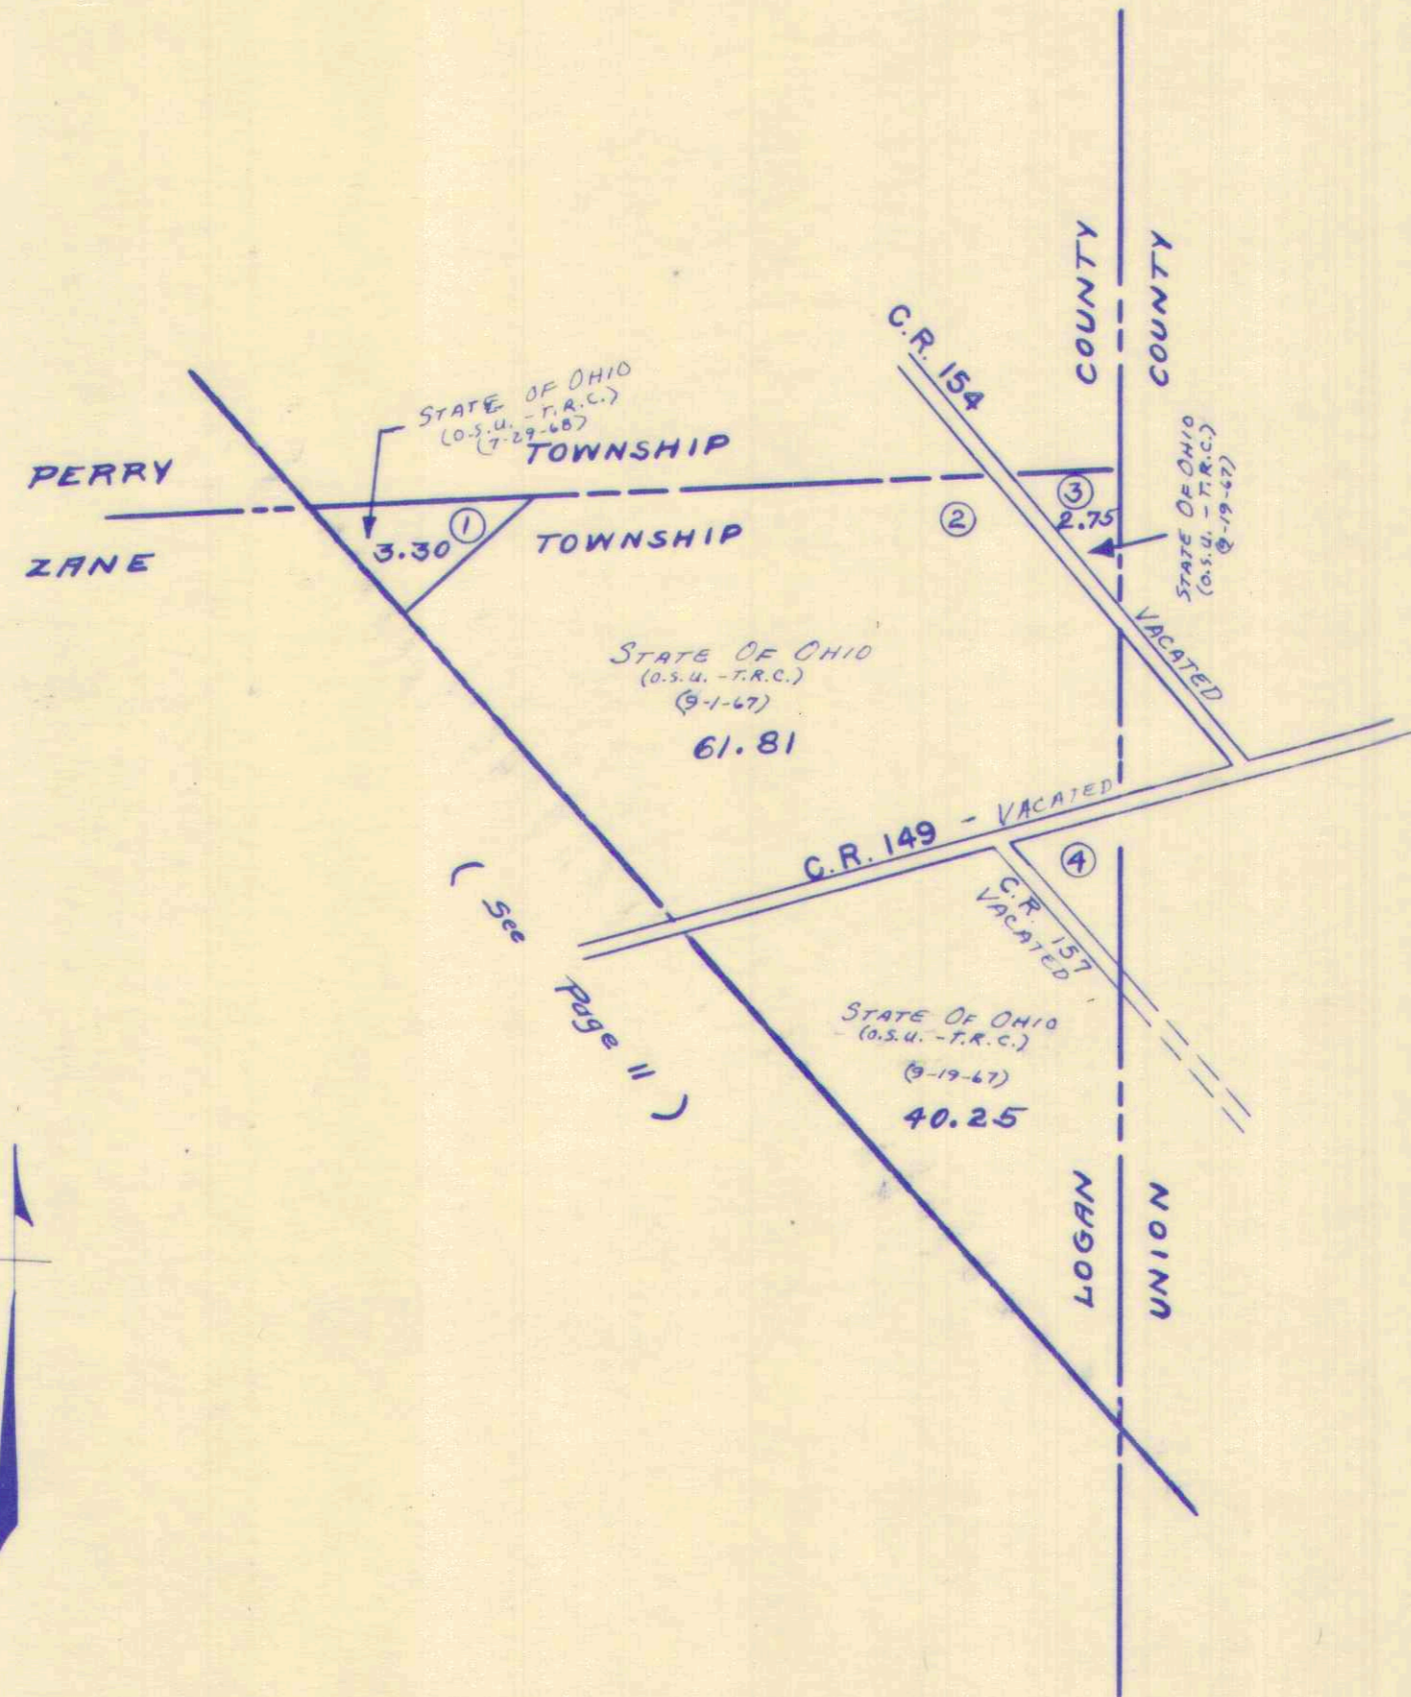 COUNTY
COUNTY
C.R. 154
STATE OF OHIO
(O.S.U. - T.R.C.)
(7-29-68)
PERRY
TOWNSHIP
ZANE
TOWNSHIP
3.30
1
2
3
2.75
STATE OF OHIO
(O.S.U. - T.R.C.)
(9-19-67)
VACATED
STATE OF OHIO
(O.S.U. - T.R.C.)
(9-1-67)
61.81
C.R. 149 - VACATED
4
C.R. 157
VACATED
( See Page 11 )
STATE OF OHIO
(O.S.U. - T.R.C.)
(9-19-67)
40.25
LOGAN
UNION